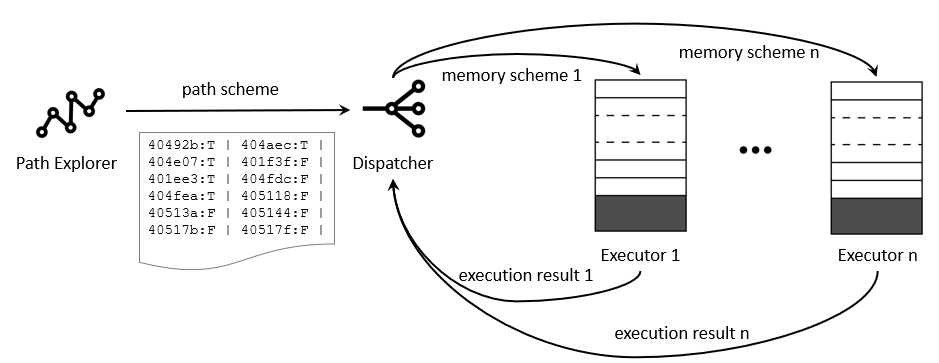 memory scheme n
memory scheme 1
path scheme
Path Explorer
Dispatcher
40492b:T | 404aec:T |
404e07:T | 401f3f:F |
401ee3:T | 404fdc:F |
404fea:T | 405118:F |
40513a:F | 405144:F |
40517b:F | 40517f:F |
Executor 1
Executor n
execution result 1
execution result n